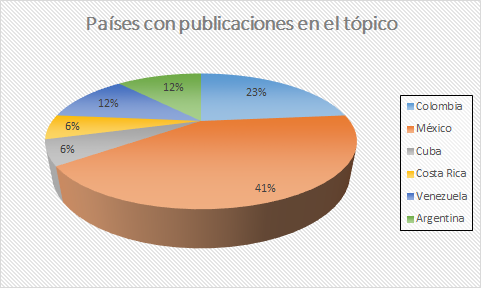 Países con publicaciones en el tópico
12%
23%
12%
6%
6%
41%
Colombia
México
Cuba
Costa Rica
Venezuela
Argentina